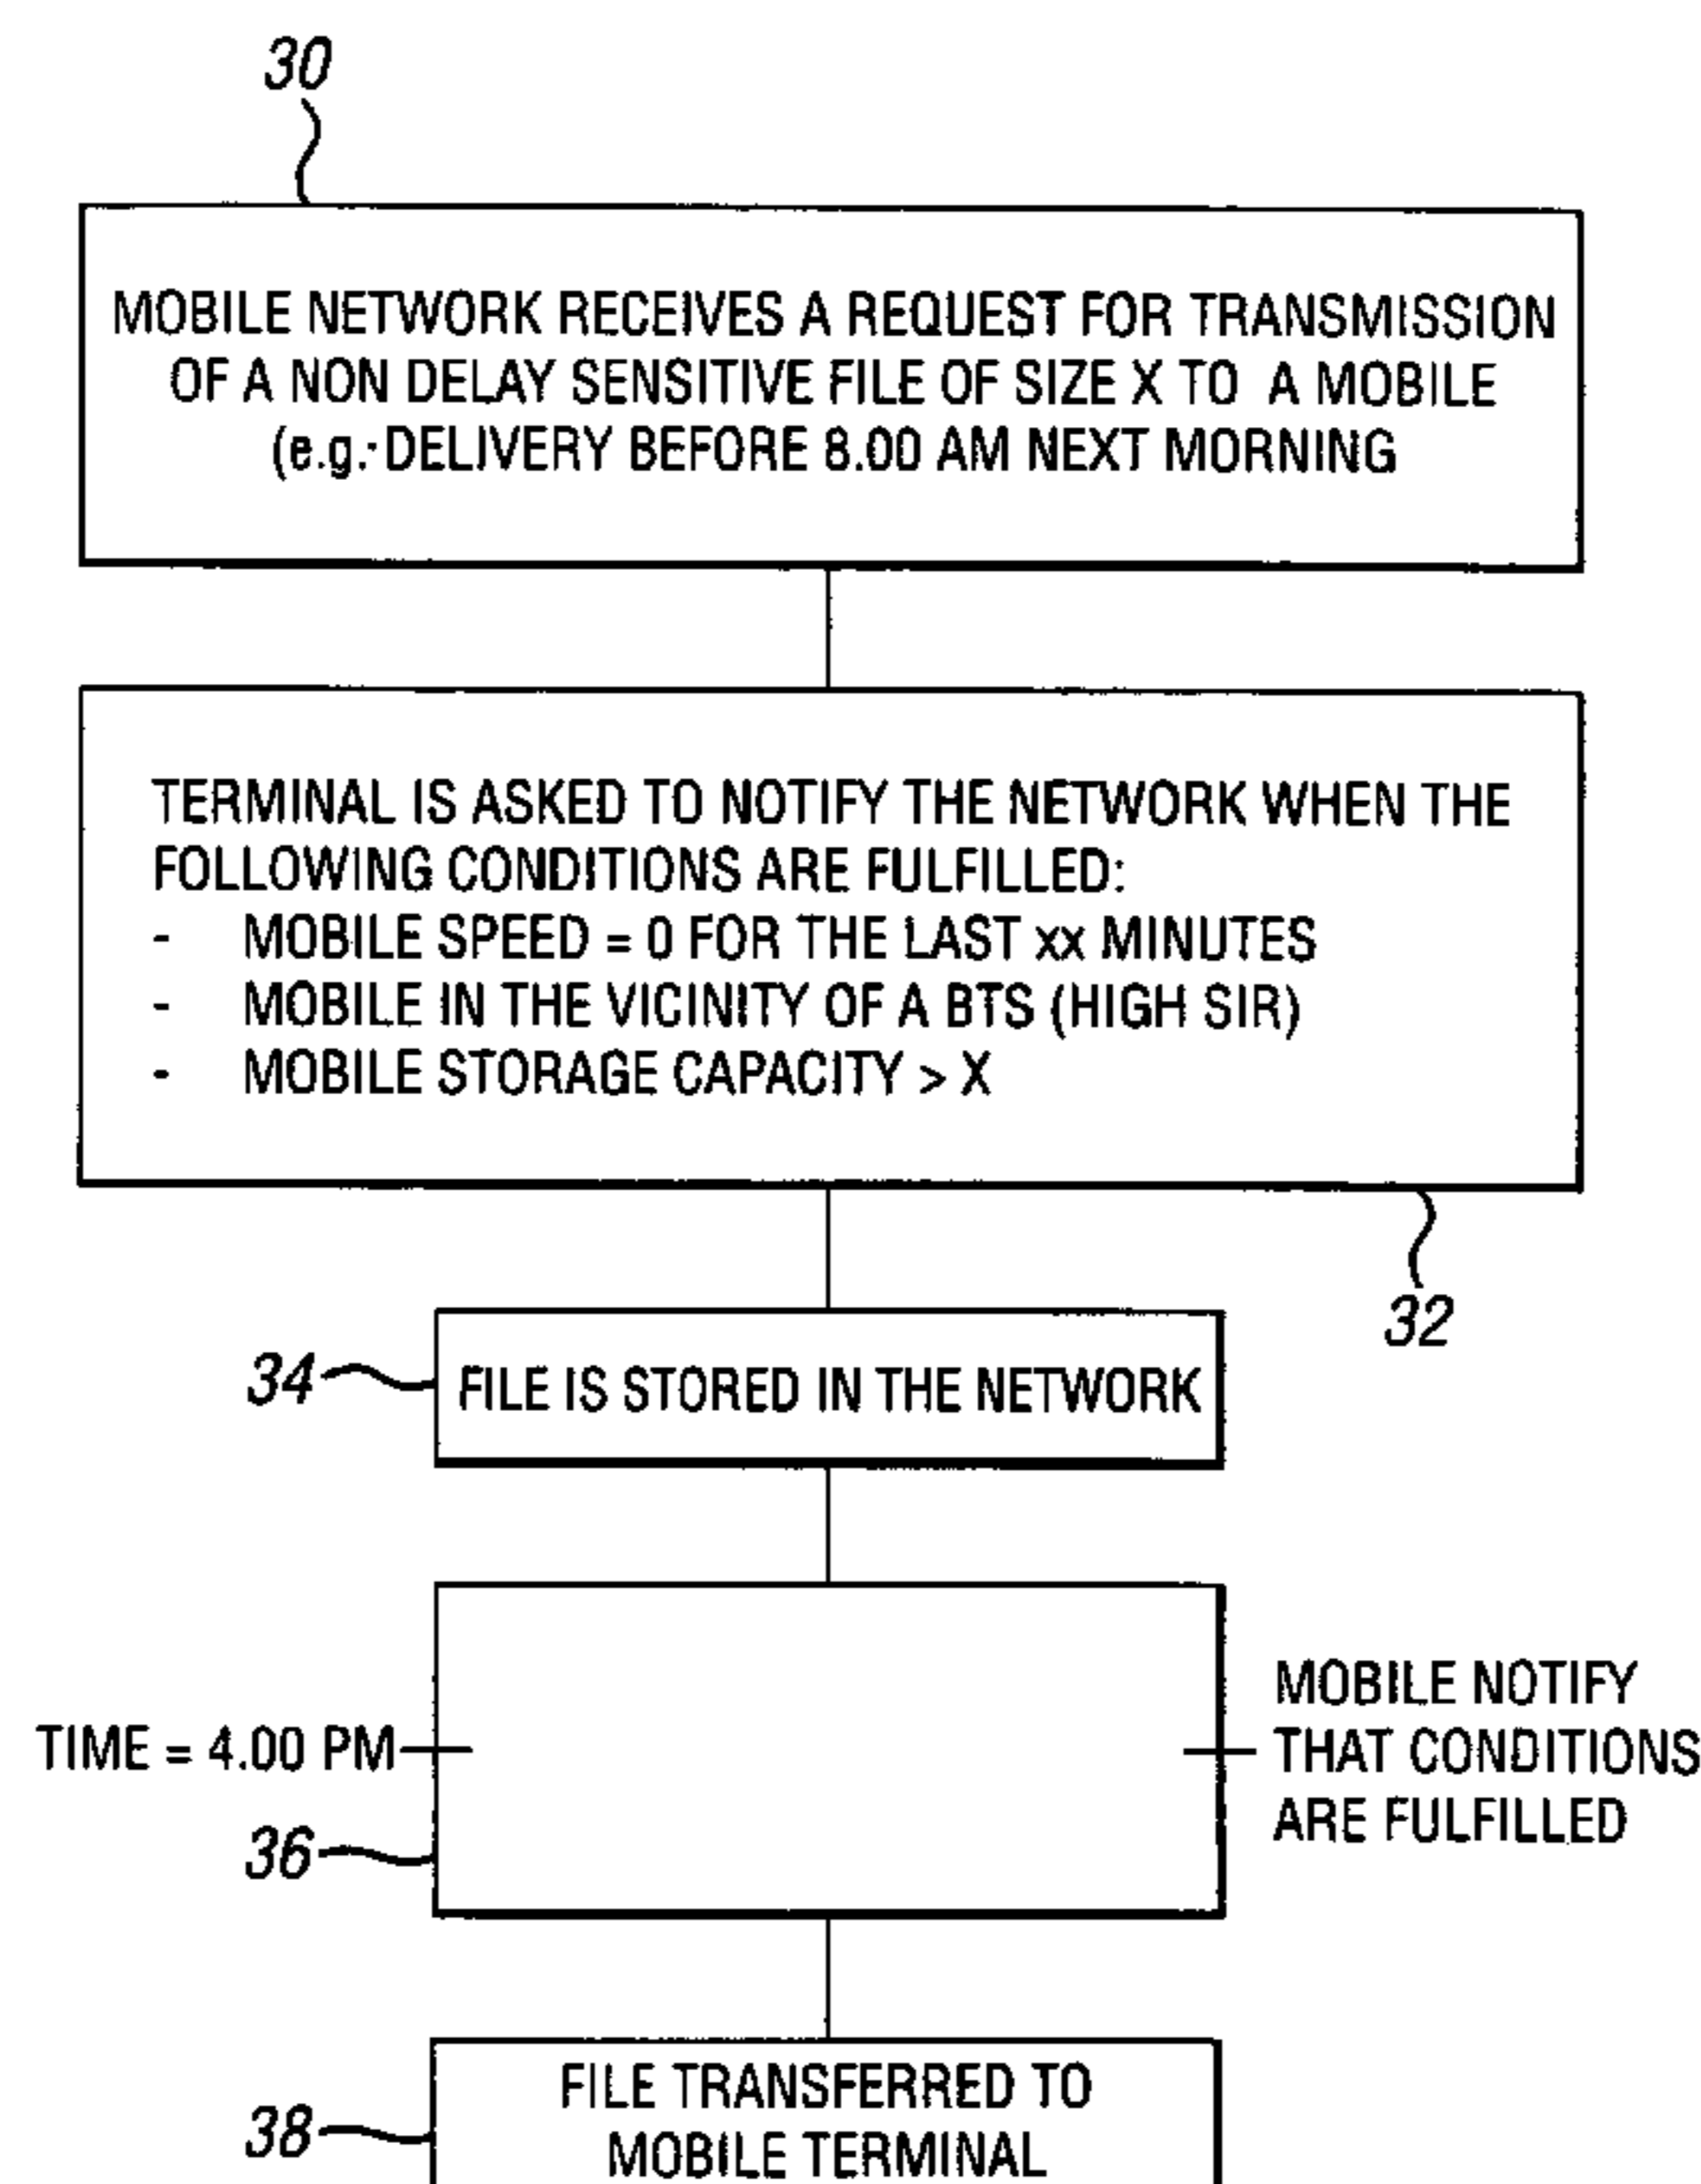 30
MOBILE NETWORK RECEIVES A REQUEST FOR TRANSMISSION
OF A NON DELAY SENSITIVE FILE OF SIZE X TO A MOBILE
(e.g.: DELIVERY BEFORE 8.00 AM NEXT MORNING
TERMINAL IS ASKED TO NOTIFY THE NETWORK WHEN THE
FOLLOWING CONDITIONS ARE FULFILLED:
- MOBILE SPEED = 0 FOR THE LAST xx MINUTES
- MOBILE IN THE VICINITY OF A BTS (HIGH SIR)
- MOBILE STORAGE CAPACITY > X
32
34
FILE IS STORED IN THE NETWORK
TIME = 4.00 PM
36
MOBILE NOTIFY
THAT CONDITIONS
ARE FULFILLED
38
FILE TRANSFERRED TO
MOBILE TERMINAL